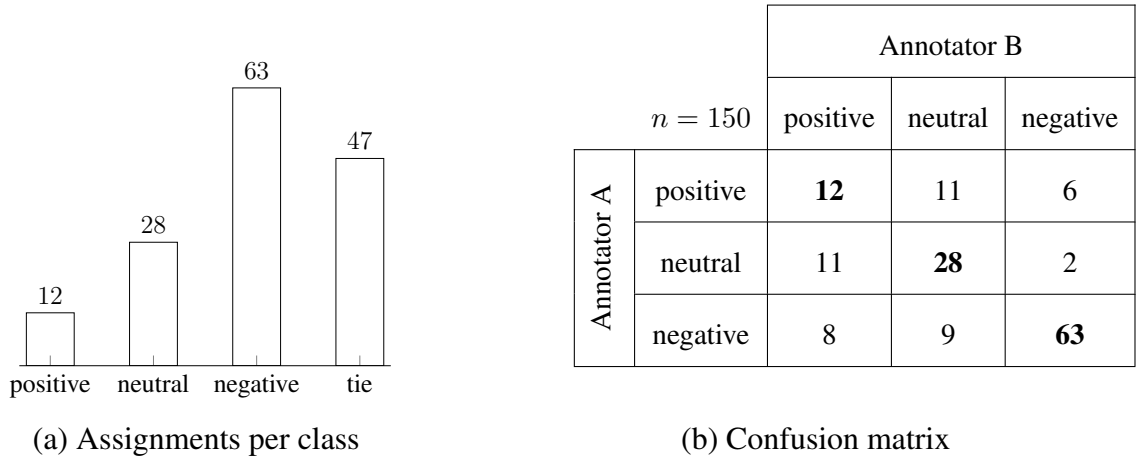 63
47
28
12
positive neutral negative tie
(a) Assignments per class
Annotator B
n = 150 positive neutral negative
Annotator A
positive 12 11 6
neutral 11 28 2
negative 8 9 63
(b) Confusion matrix